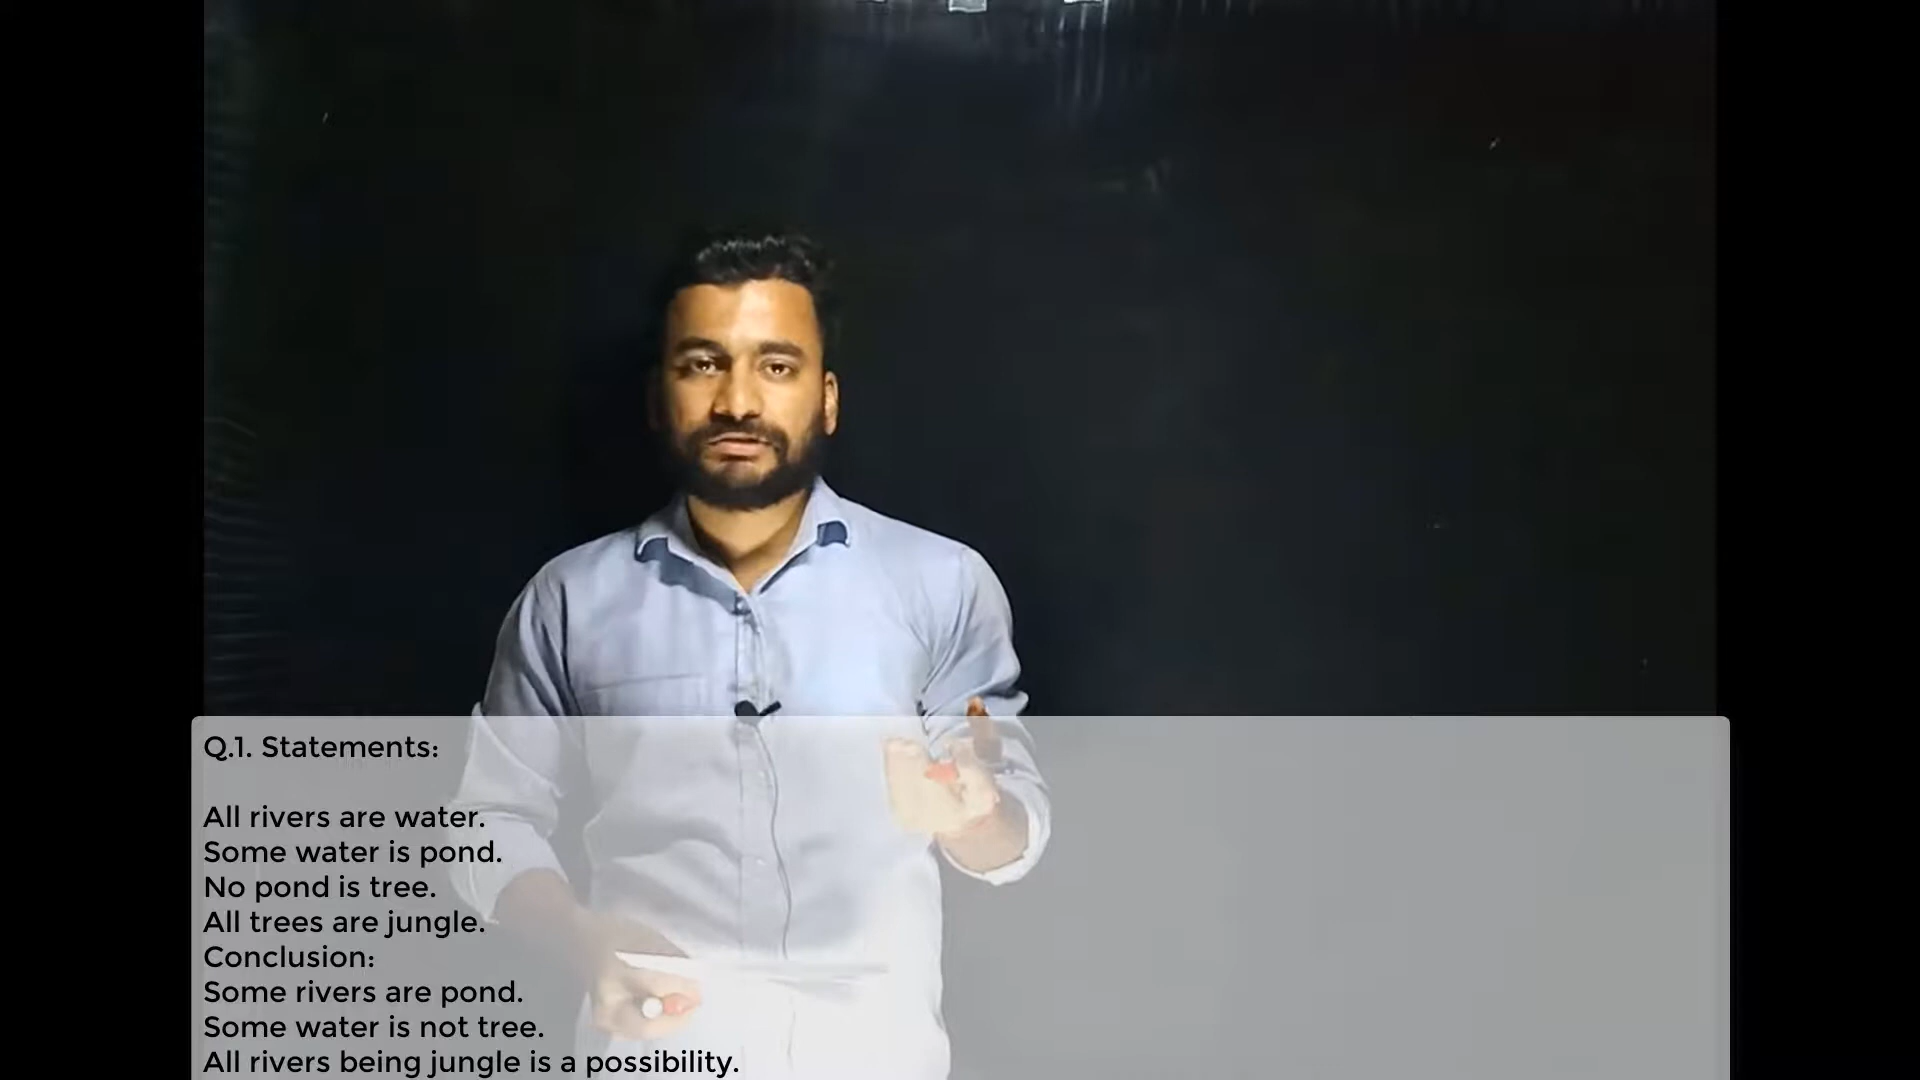 Q.1. Statements:
All rivers are water.
Some water is pond.
No pond is tree.
All trees are jungle.
Conclusion:
Some rivers are pond.
Some water is not tree.
All rivers being jungle is a possibility.